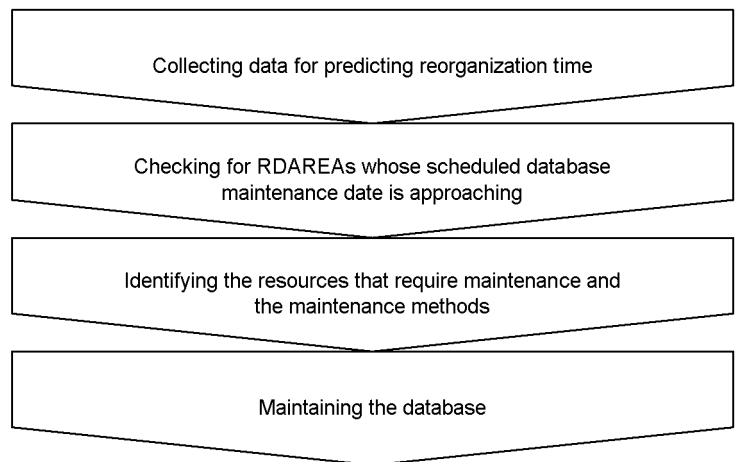 Collecting data for predicting reorganization time
Checking for RDAREAs whose scheduled database
maintenance date is approaching
Identifying the resources that require maintenance and
the maintenance methods
Maintaining the database